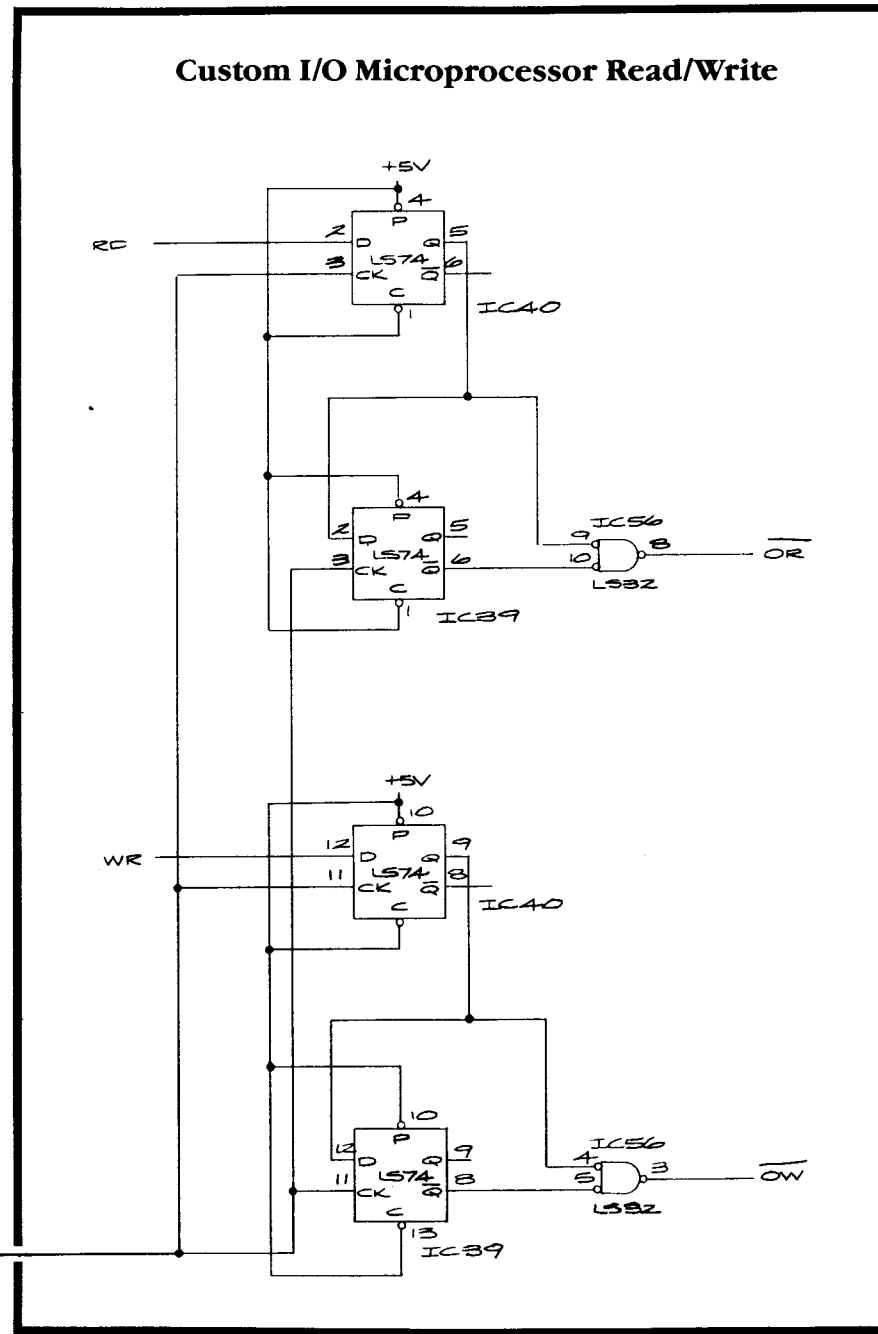 Custom I/O Microprocessor Read/Write
+5V
4
P
2
D
Q
5
LS74
3
CK
Q
6
C
1
IC40
4
P
2
D
Q
5
LS74
3
CK
Q
6
C
1
IC39
IC56
9
10
8
LS32
OR
+5V
10
P
WR
12
D
Q
9
LS74
11
CK
Q
8
C
IC40
10
P
12
D
Q
9
LS74
11
CK
Q
8
C
13
IC39
IC56
4
5
3
LS32
OW